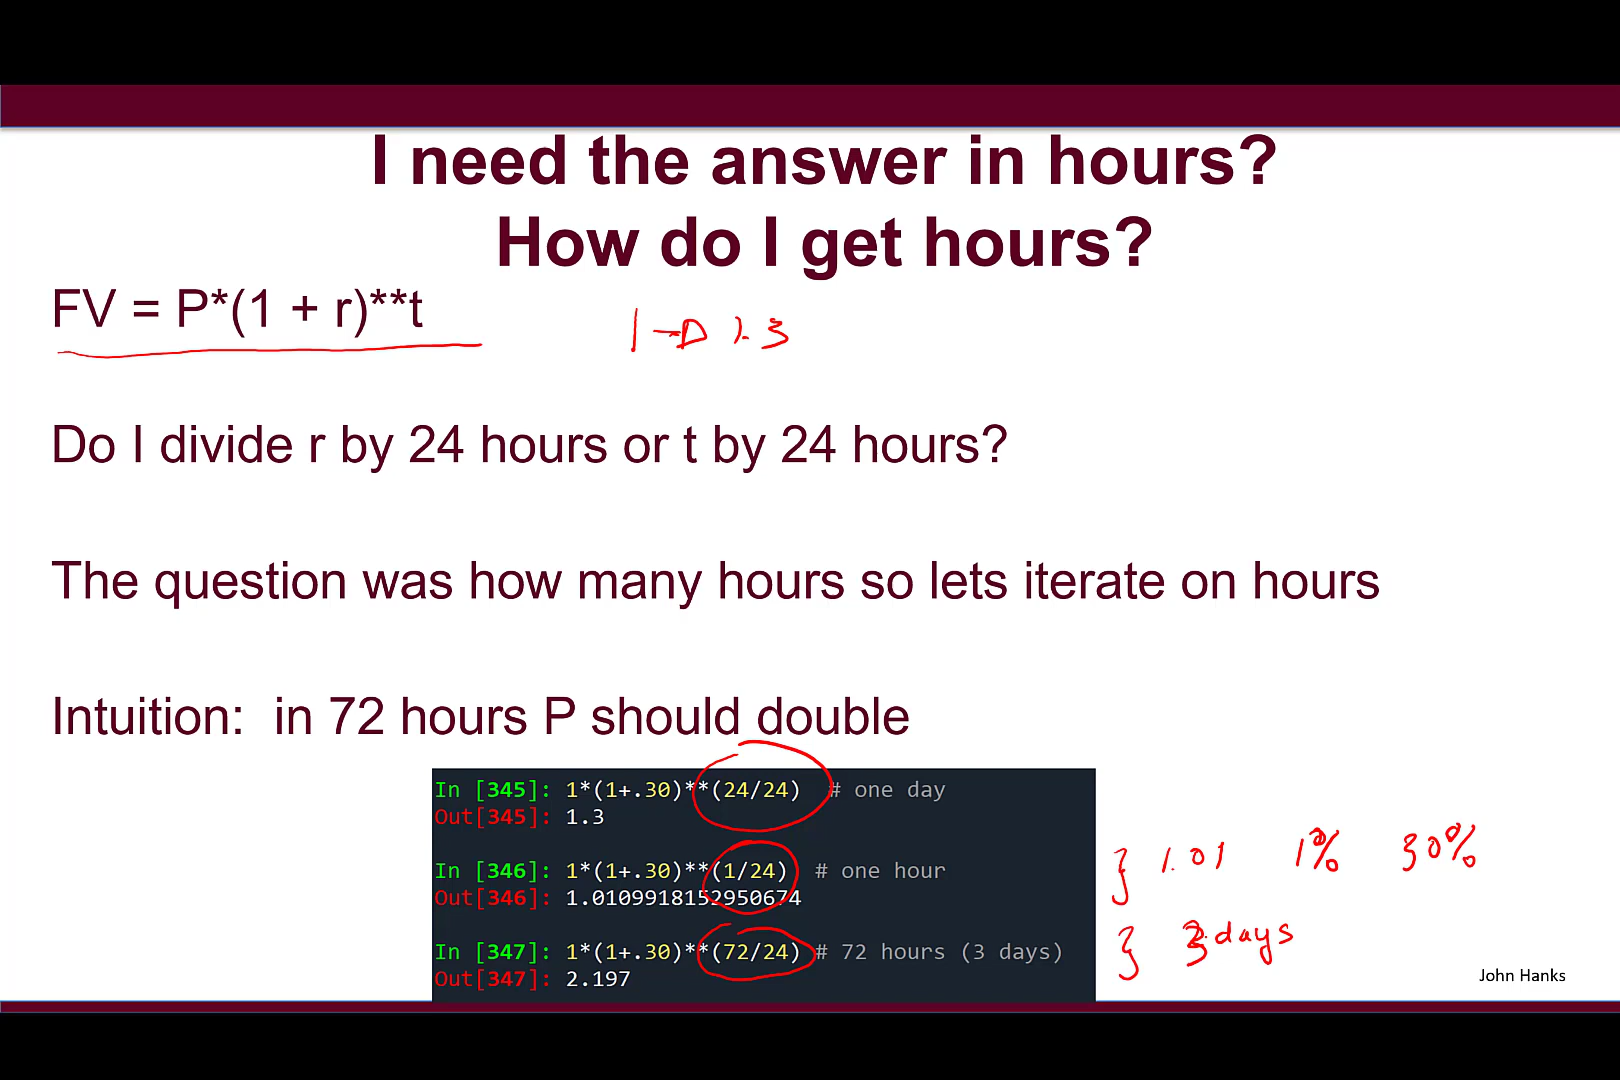 I need the answer in hours?
How do I get hours?
FV = P*(1 + r)**t
1 → 1.3
Do I divide r by 24 hours or t by 24 hours?
The question was how many hours so lets iterate on hours
Intuition:  in 72 hours P should double
In [345]: 1*(1+.30)**(24/24)  # one day
Out[345]: 1.3
In [346]: 1*(1+.30)**(1/24)  # one hour
Out[346]: 1.0109918152950674
} 1.01 1% 30%
In [347]: 1*(1+.30)**(72/24) # 72 hours (3 days)
Out[347]: 2.197
} 3 days
John Hanks